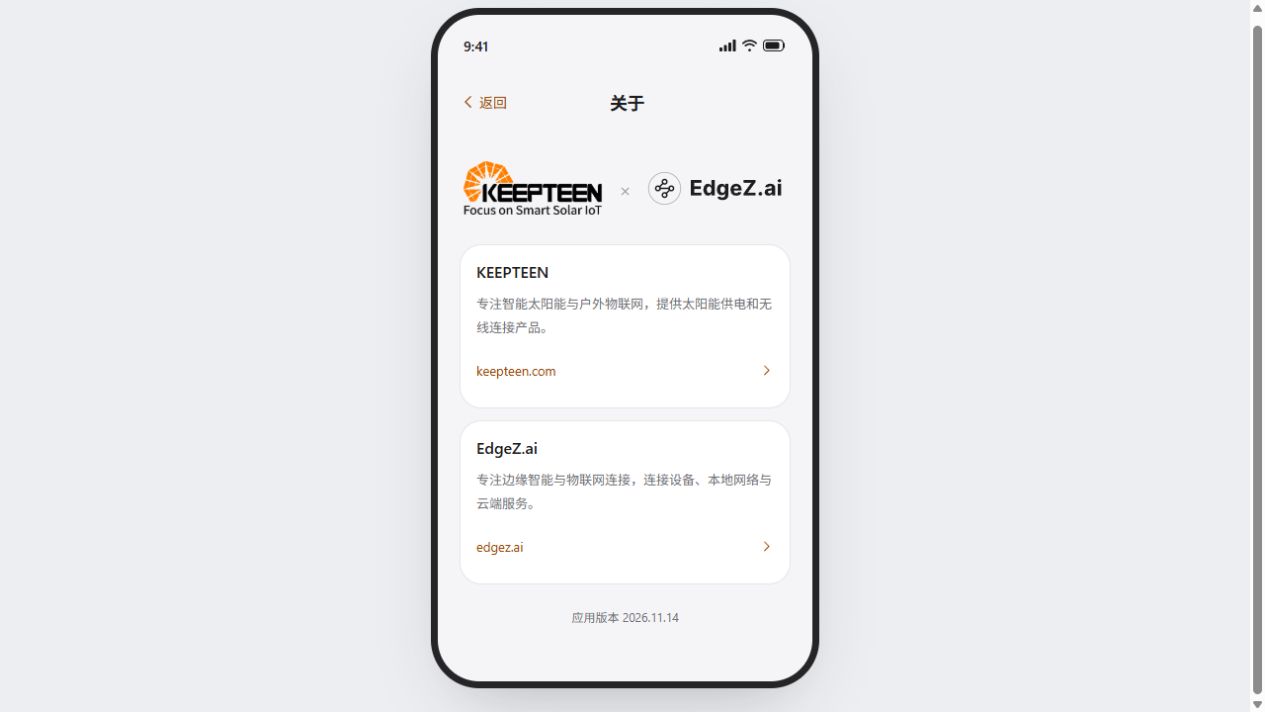 9:41
返回
关于
KEEPTEEN
Focus on Smart Solar IoT
×
EdgeZ.ai
KEEPTEEN
专注智能太阳能与户外物联网，提供太阳能供电和无
线连接产品。
keepteen.com
EdgeZ.ai
专注边缘智能与物联网连接，连接设备、本地网络与
云端服务。
edgez.ai
应用版本 2026.11.14